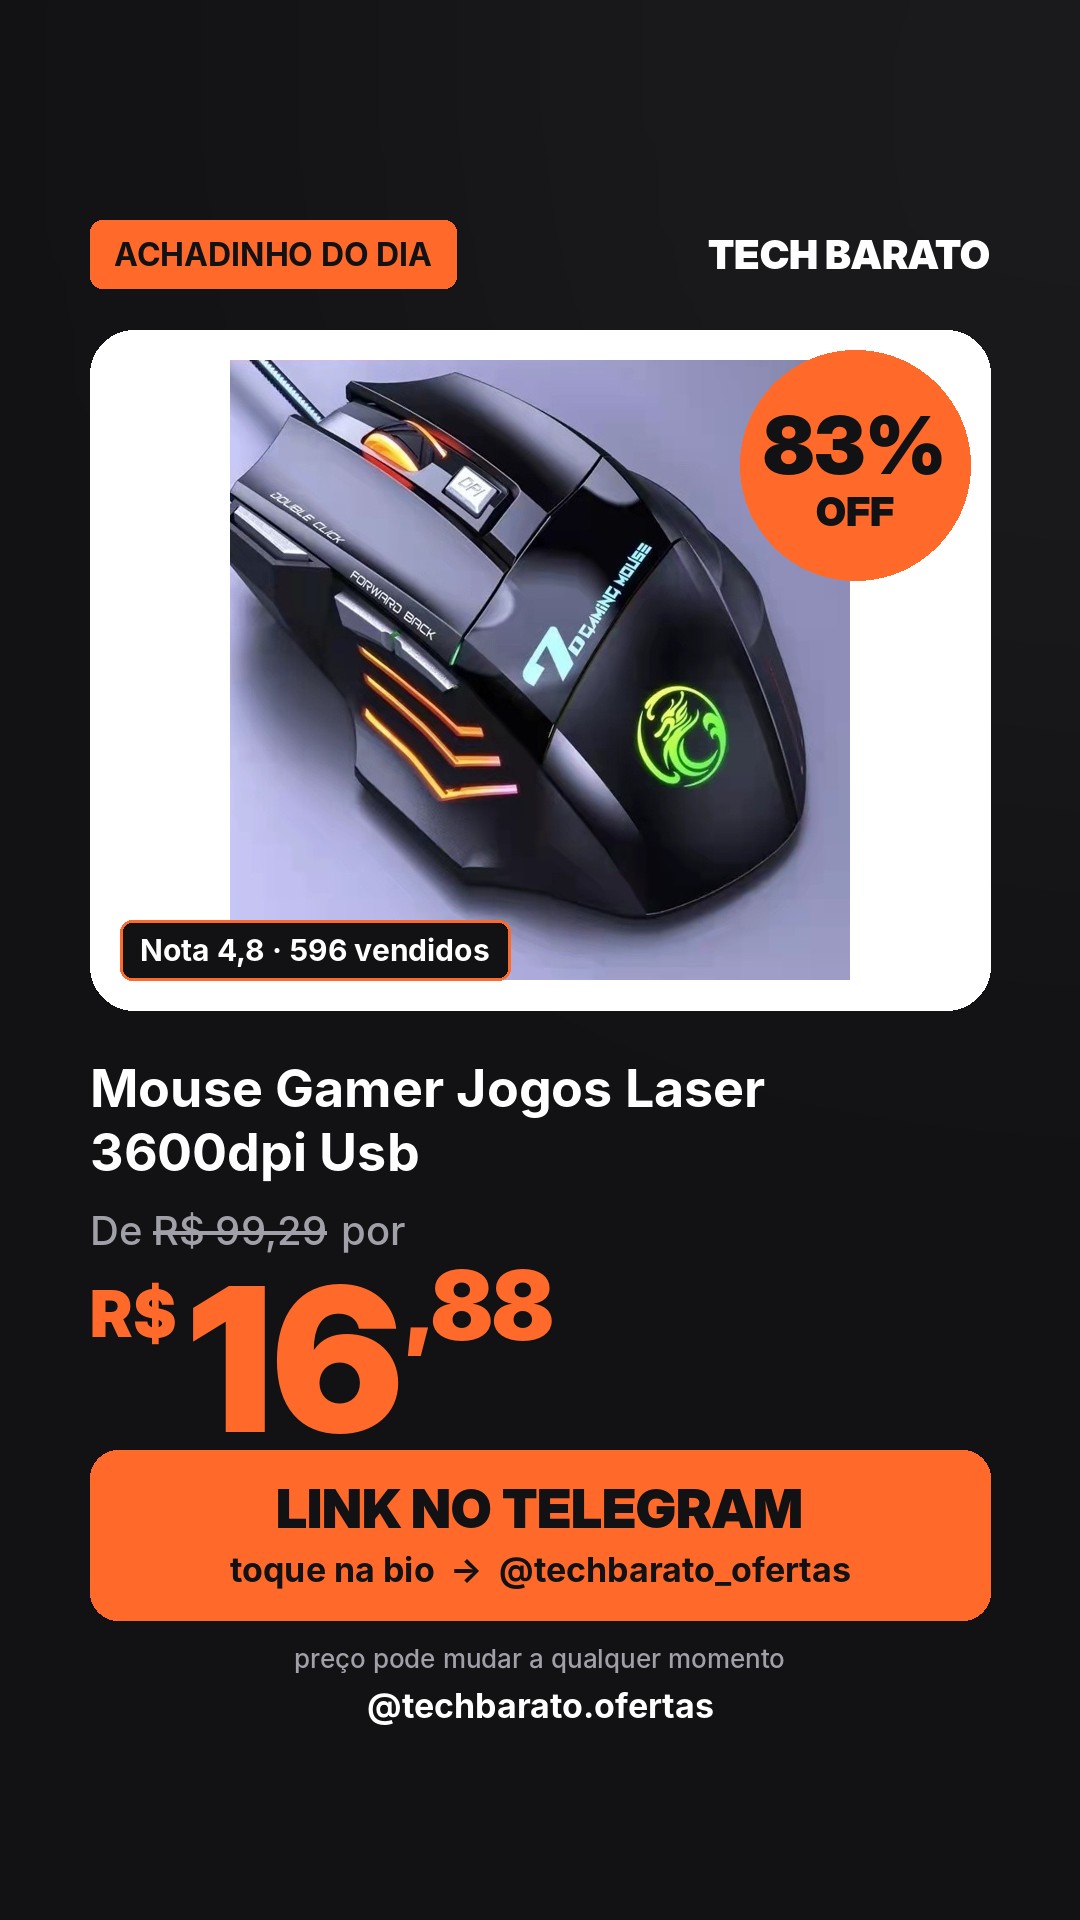 ACHADINHO DO DIA
TECH BARATO
83%
OFF
DPI
DOUBLE CLICK
FORWARD BACK
7D GAMING MOUSE
Nota 4,8 · 596 vendidos
Mouse Gamer Jogos Laser
3600dpi Usb
De R$ 99,29 por
R$ 16,88
LINK NO TELEGRAM
toque na bio → @techbarato_ofertas
preço pode mudar a qualquer momento
@techbarato.ofertas